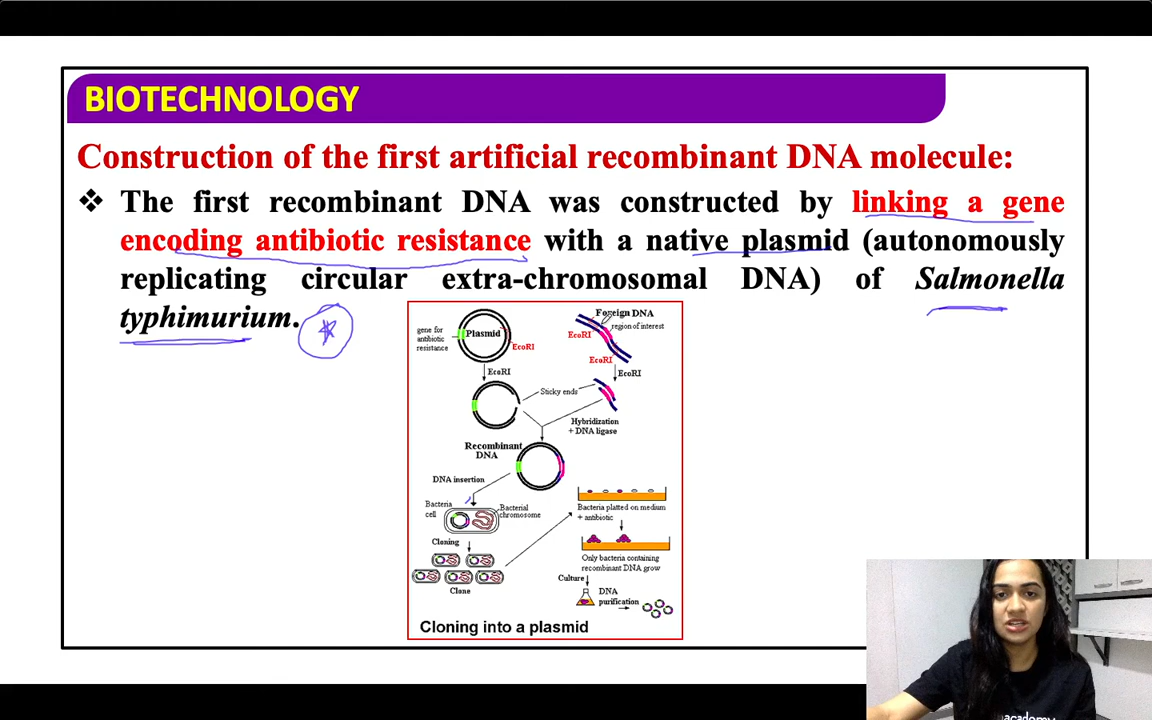 BIOTECHNOLOGY
Construction of the first artificial recombinant DNA molecule:
❖ The first recombinant DNA was constructed by linking a gene
encoding antibiotic resistance with a native plasmid (autonomously
replicating circular extra-chromosomal DNA) of Salmonella
typhimurium.
gene for
antibiotic
resistance
Plasmid
EcoRI
EcoRI
Foreign DNA
region of interest
EcoRI
EcoRI
EcoRI
Sticky ends
Hybridization
+ DNA ligase
Recombinant
DNA
DNA insertion
Bacteria
cell
Bacterial
chromosome
Cloning
Clone
Bacteria platted on medium
+ antibiotic
Only bacteria containing
recombinant DNA grow
Culture
DNA
purification
Cloning into a plasmid
academy